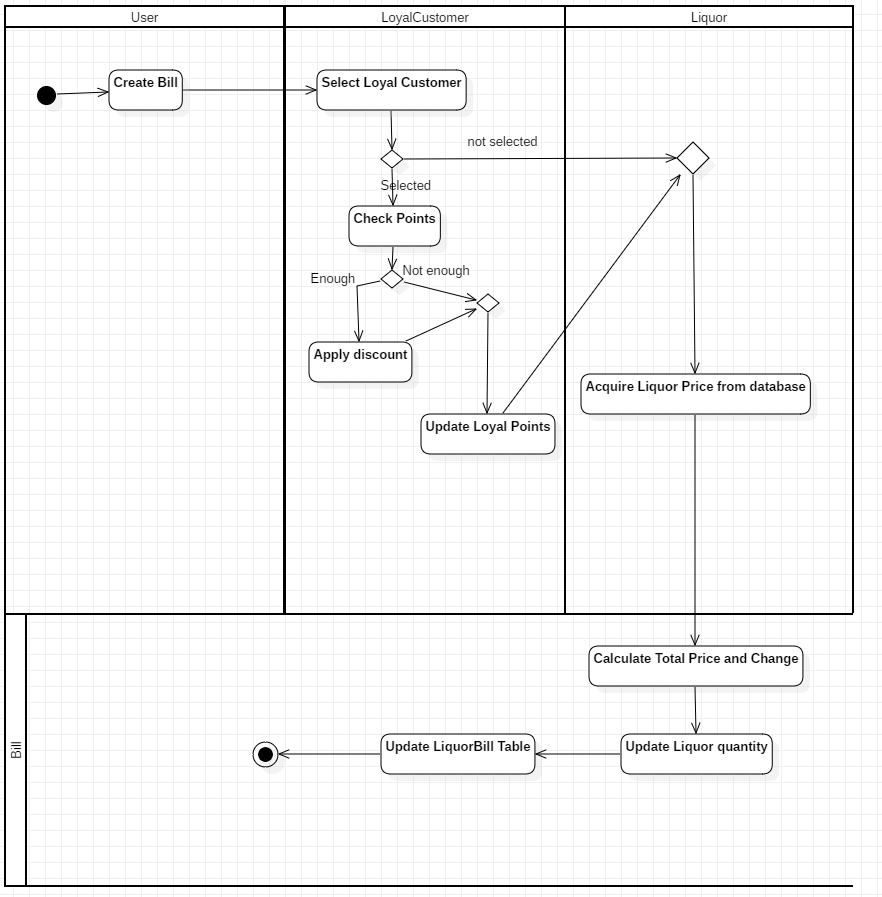 User
LoyalCustomer
Liquor
Create Bill
Select Loyal Customer
not selected
Selected
Check Points
Enough
Not enough
Apply discount
Acquire Liquor Price from database
Update Loyal Points
Calculate Total Price and Change
Bill
Update LiquorBill Table
Update Liquor quantity